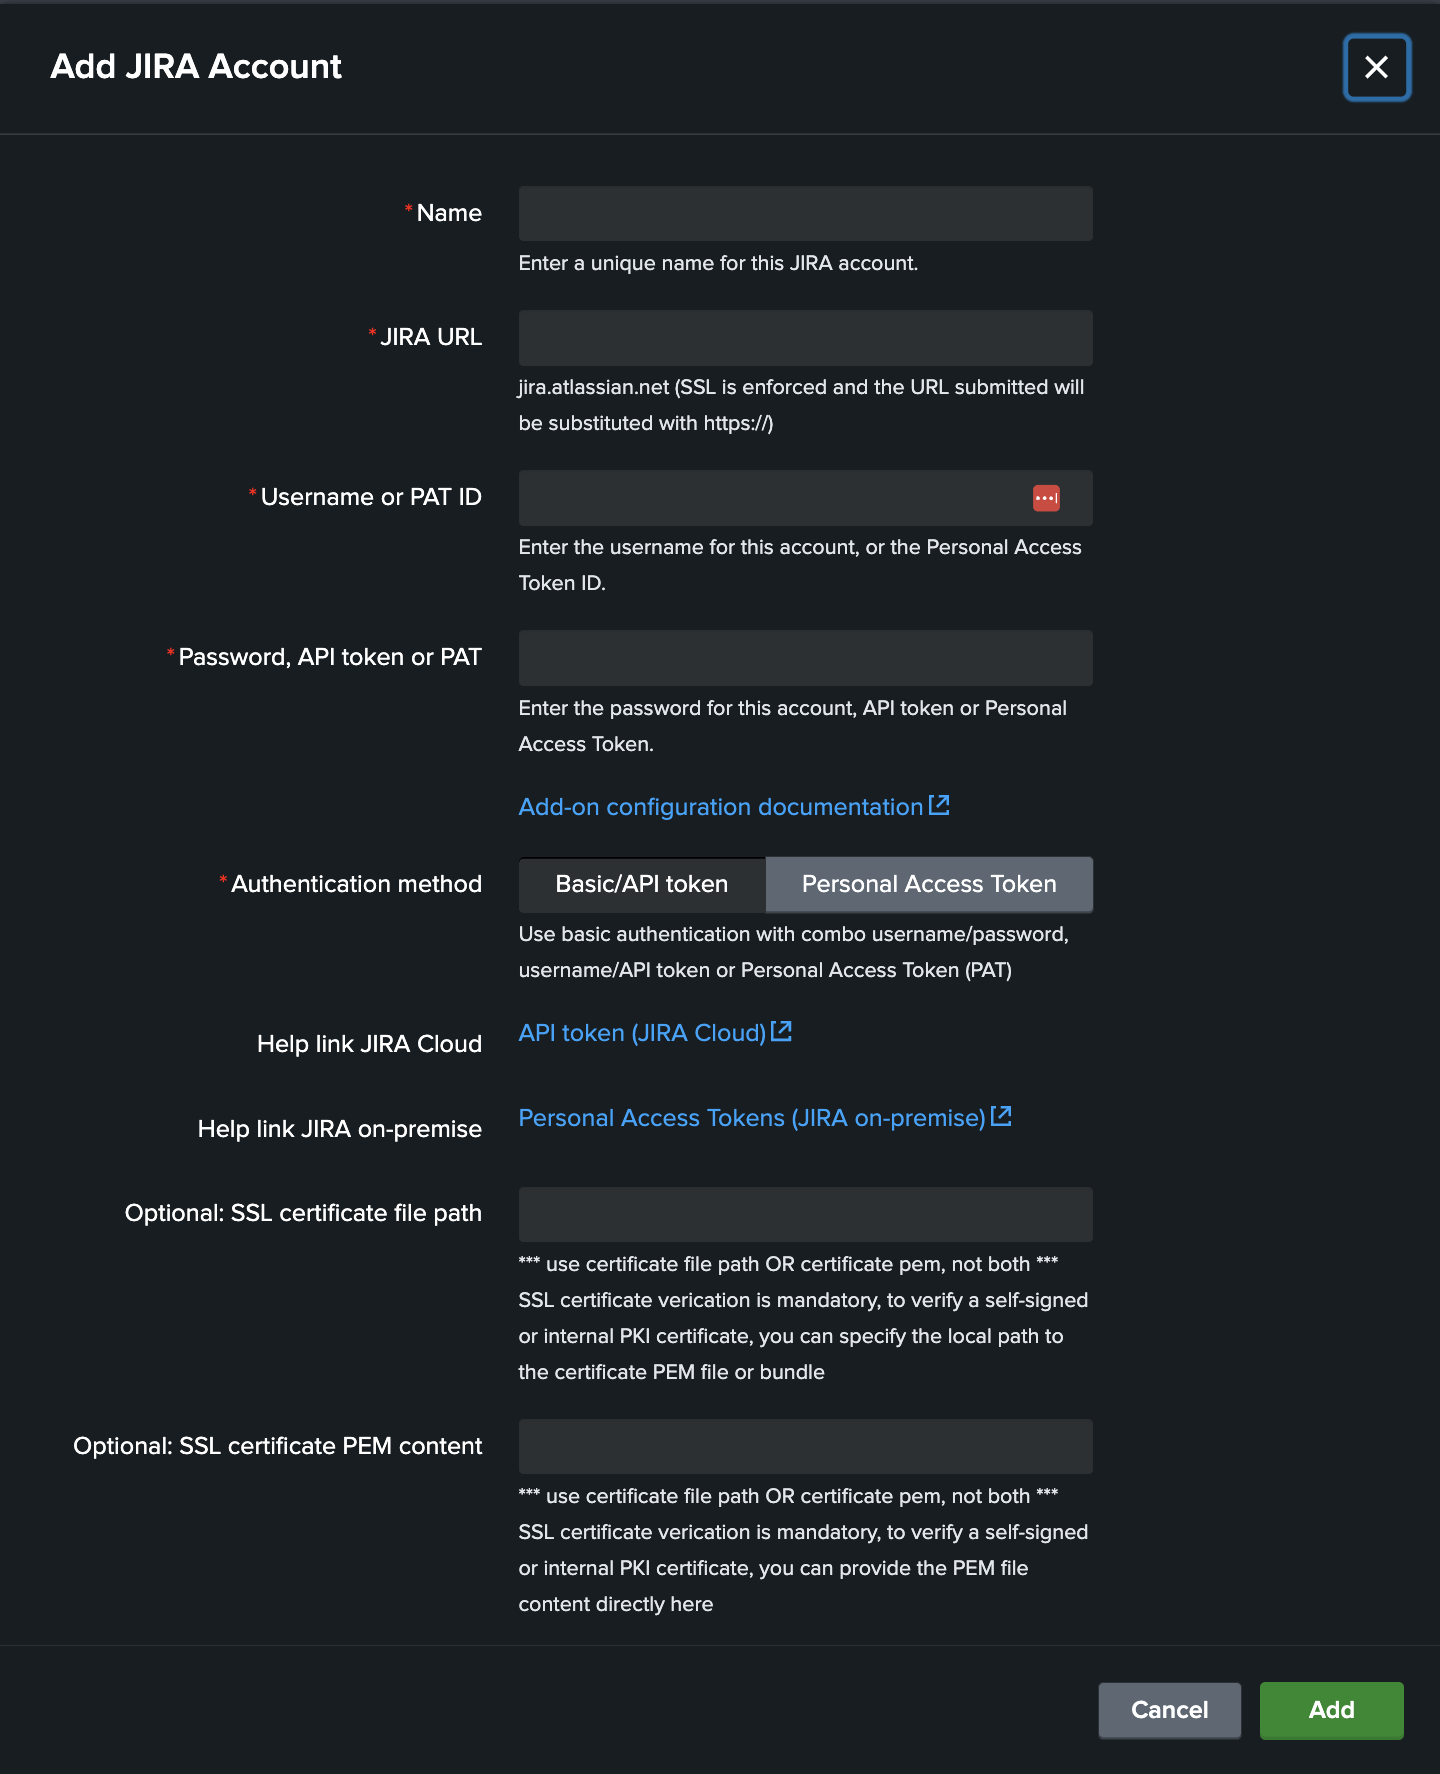 Add JIRA Account
*Name
Enter a unique name for this JIRA account.
*JIRA URL
jira.atlassian.net (SSL is enforced and the URL submitted will
be substituted with https://)
*Username or PAT ID
Enter the username for this account, or the Personal Access
Token ID.
*Password, API token or PAT
Enter the password for this account, API token or Personal
Access Token.
Add-on configuration documentation
*Authentication method
Basic/API token
Personal Access Token
Use basic authentication with combo username/password,
username/API token or Personal Access Token (PAT)
Help link JIRA Cloud
API token (JIRA Cloud)
Help link JIRA on-premise
Personal Access Tokens (JIRA on-premise)
Optional: SSL certificate file path
*** use certificate file path OR certificate pem, not both ***
SSL certificate verication is mandatory, to verify a self-signed
or internal PKI certificate, you can specify the local path to
the certificate PEM file or bundle
Optional: SSL certificate PEM content
*** use certificate file path OR certificate pem, not both ***
SSL certificate verication is mandatory, to verify a self-signed
or internal PKI certificate, you can provide the PEM file
content directly here
Cancel
Add